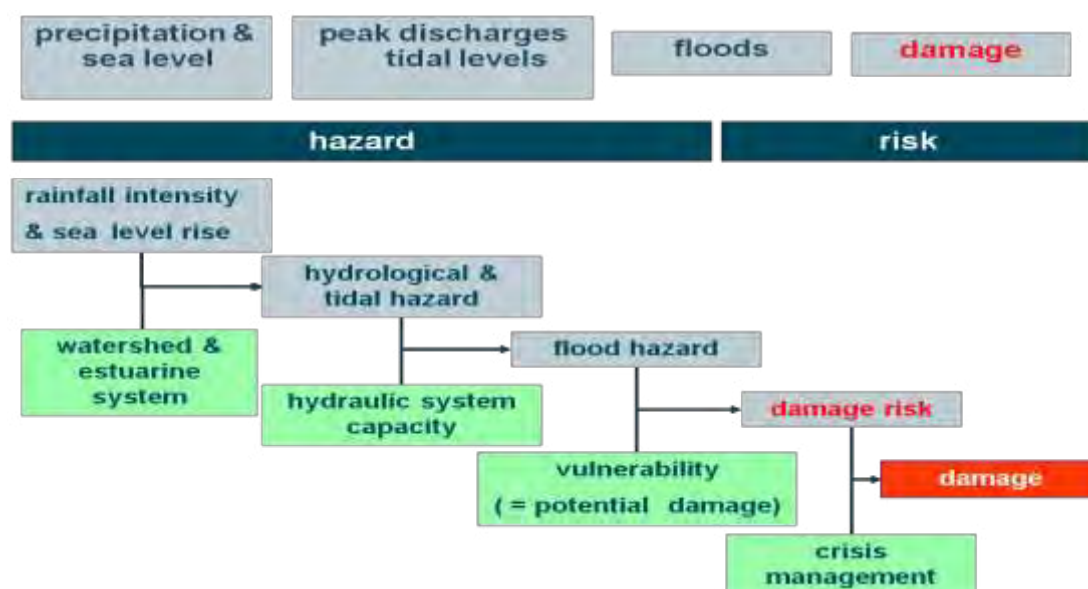 precipitation &
sea level
peak discharges
tidal levels
floods
damage
hazard
risk
rainfall intensity
& sea level rise
hydrological &
tidal hazard
watershed &
estuarine
system
flood hazard
hydraulic system
capacity
damage risk
vulnerability
( = potential damage)
damage
crisis
management